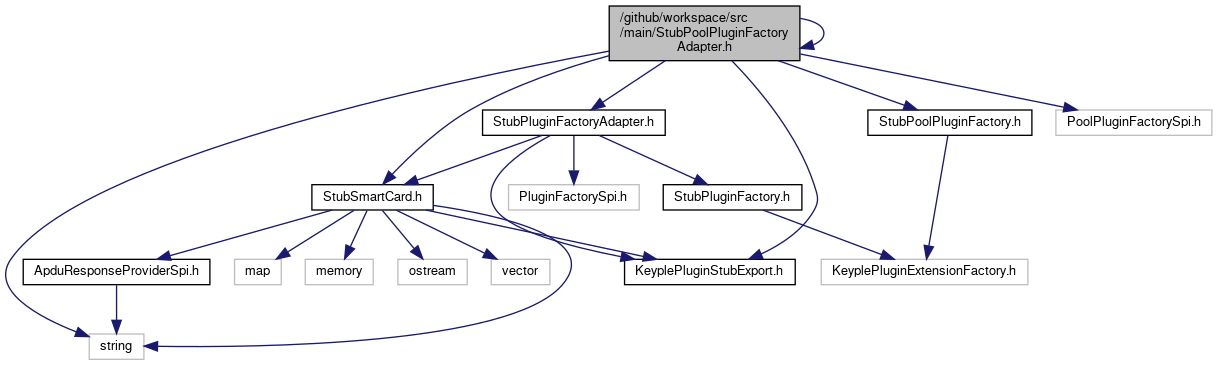 /github/workspace/src
/main/StubPoolPluginFactory
Adapter.h
StubPluginFactoryAdapter.h
StubPoolPluginFactory.h
PoolPluginFactorySpi.h
StubSmartCard.h
PluginFactorySpi.h
StubPluginFactory.h
ApduResponseProviderSpi.h
map
memory
ostream
vector
KeyplePluginStubExport.h
KeyplePluginExtensionFactory.h
string